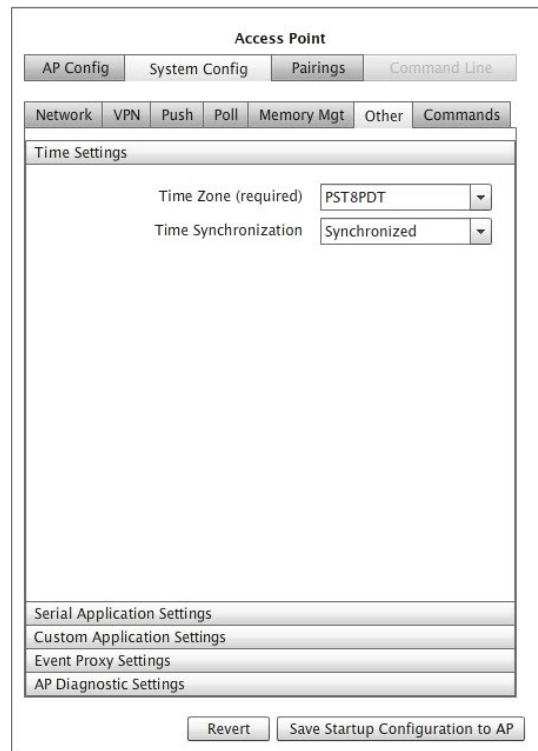 Access Point
AP Config System Config Pairings Command Line
Network VPN Push Poll Memory Mgt Other Commands
Time Settings
Time Zone (required) PST8PDT
Time Synchronization Synchronized
Serial Application Settings
Custom Application Settings
Event Proxy Settings
AP Diagnostic Settings
Revert Save Startup Configuration to AP